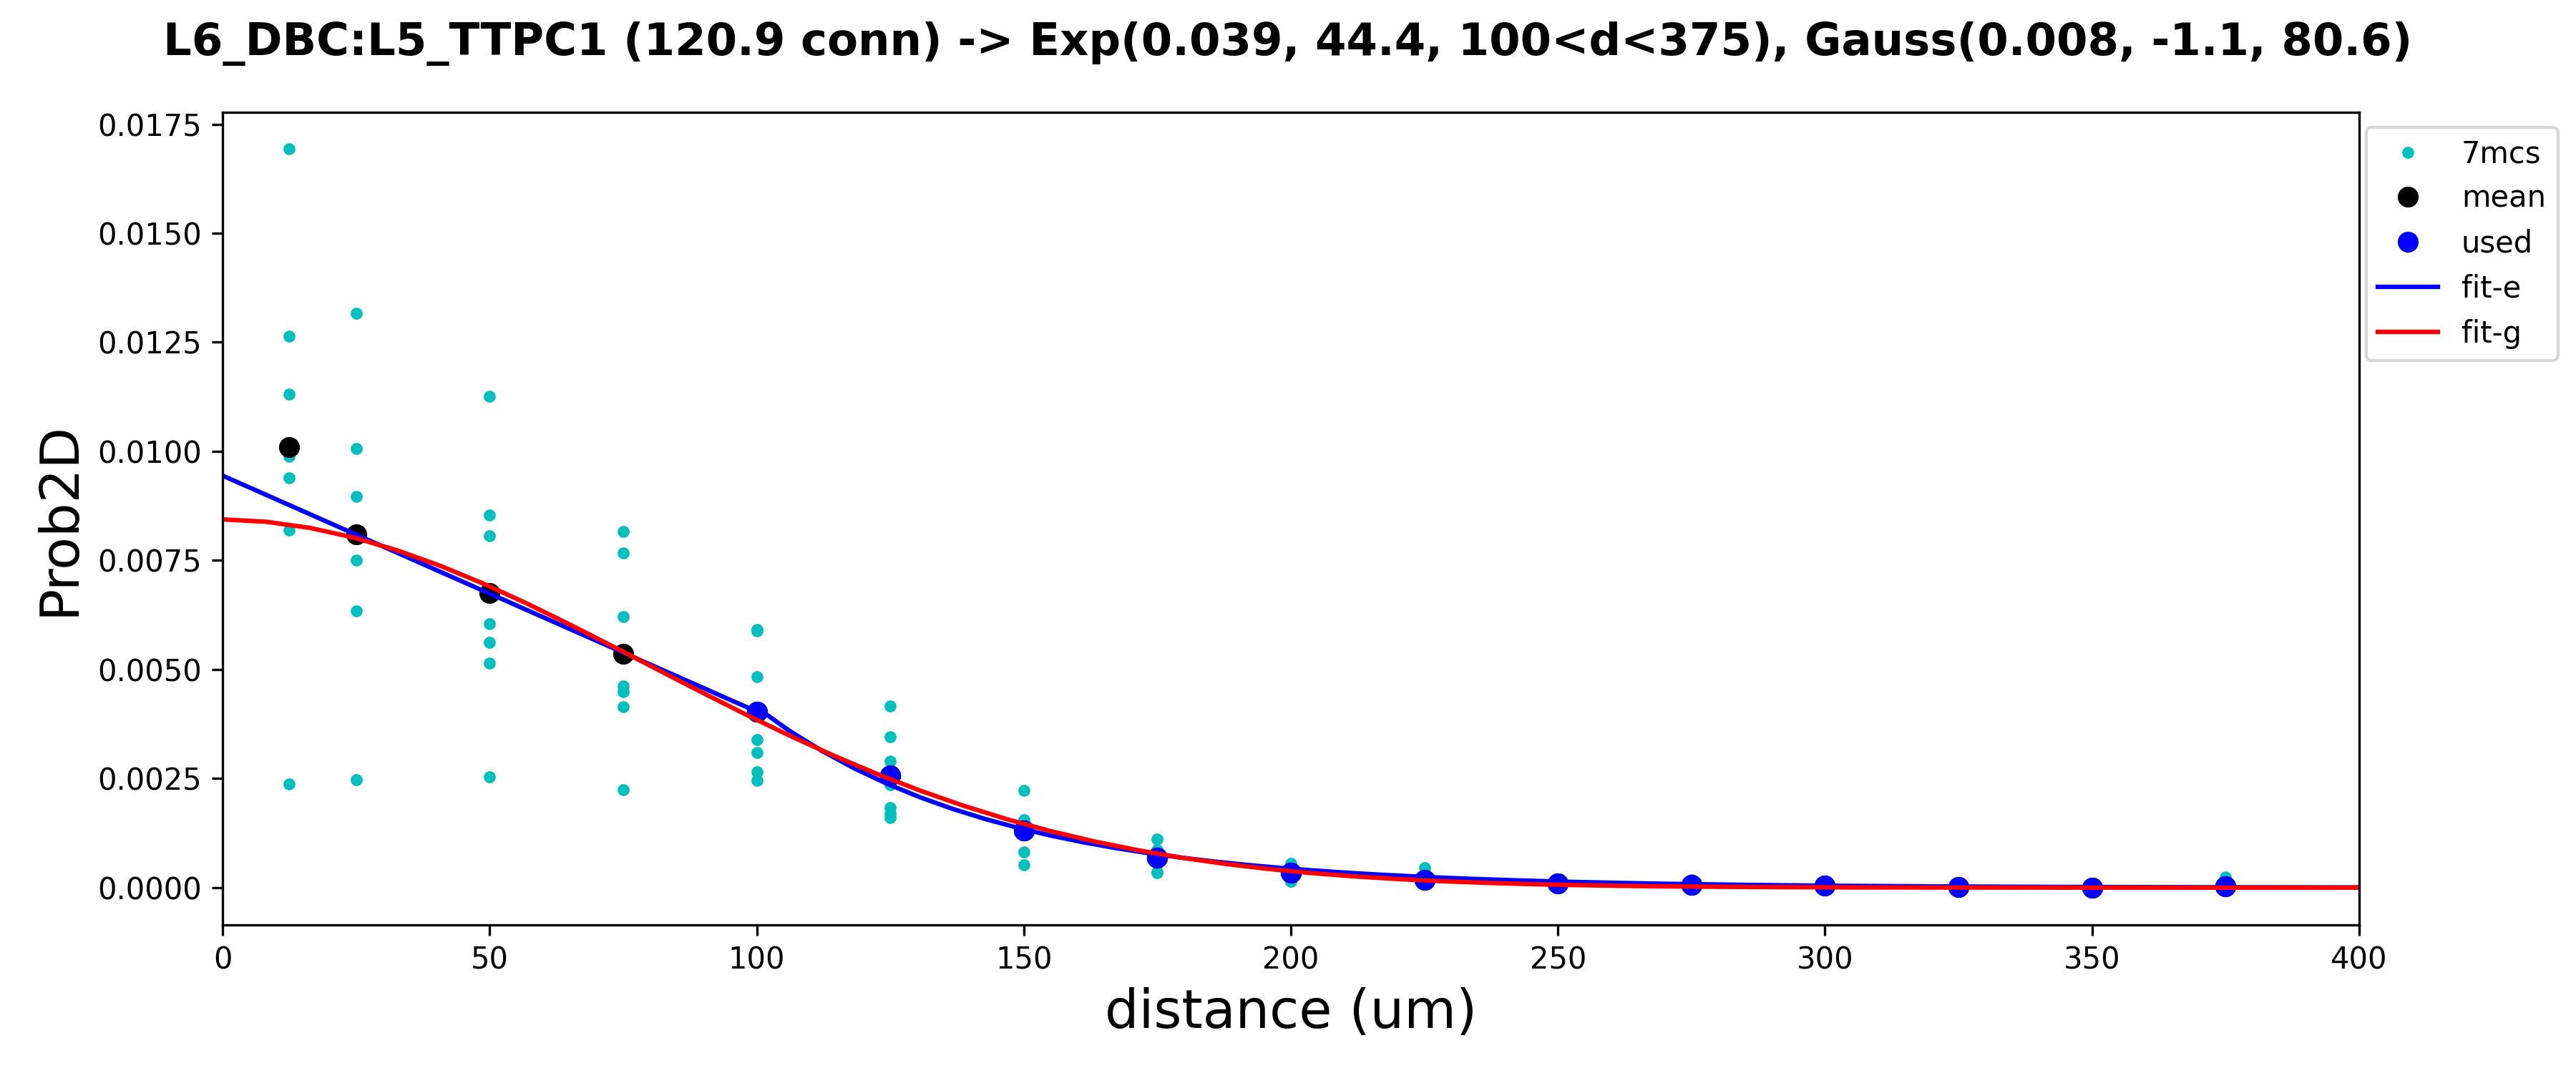 L6_DBC:L5_TTPC1 (120.9 conn) -> Exp(0.039, 44.4, 100<d<375), Gauss(0.008, -1.1, 80.6)
0.0175
0.0150
0.0125
0.0100
0.0075
0.0050
0.0025
0.0000
Prob2D
0 50 100 150 200 250 300 350 400
distance (um)
7mcs
mean
used
fit-e
fit-g